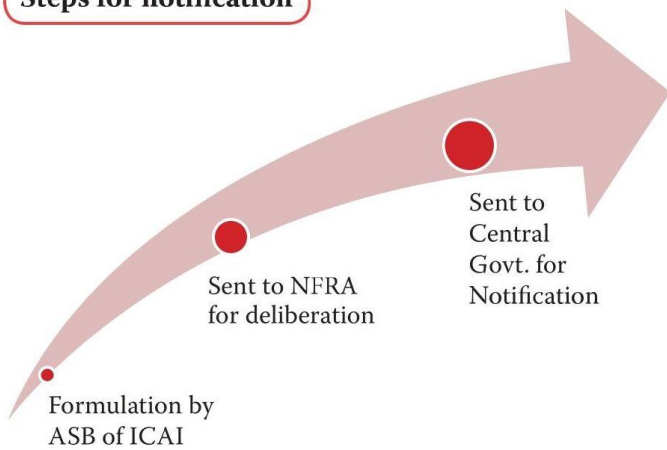 Steps for notification
Sent to
Central
Govt. for
Notification
Sent to NFRA
for deliberation
Formulation by
ASB of ICAI